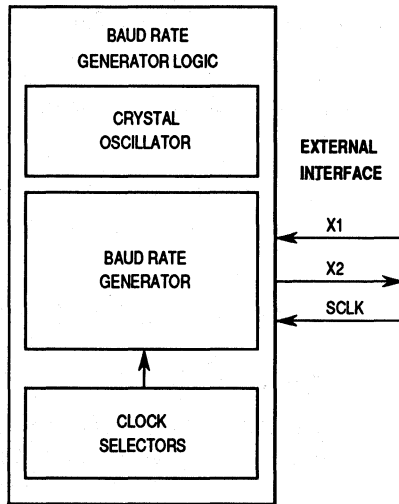 BAUD RATE
GENERATOR LOGIC
CRYSTAL
OSCILLATOR
EXTERNAL
INTERFACE
X1
BAUD RATE
GENERATOR
X2
SCLK
CLOCK
SELECTORS